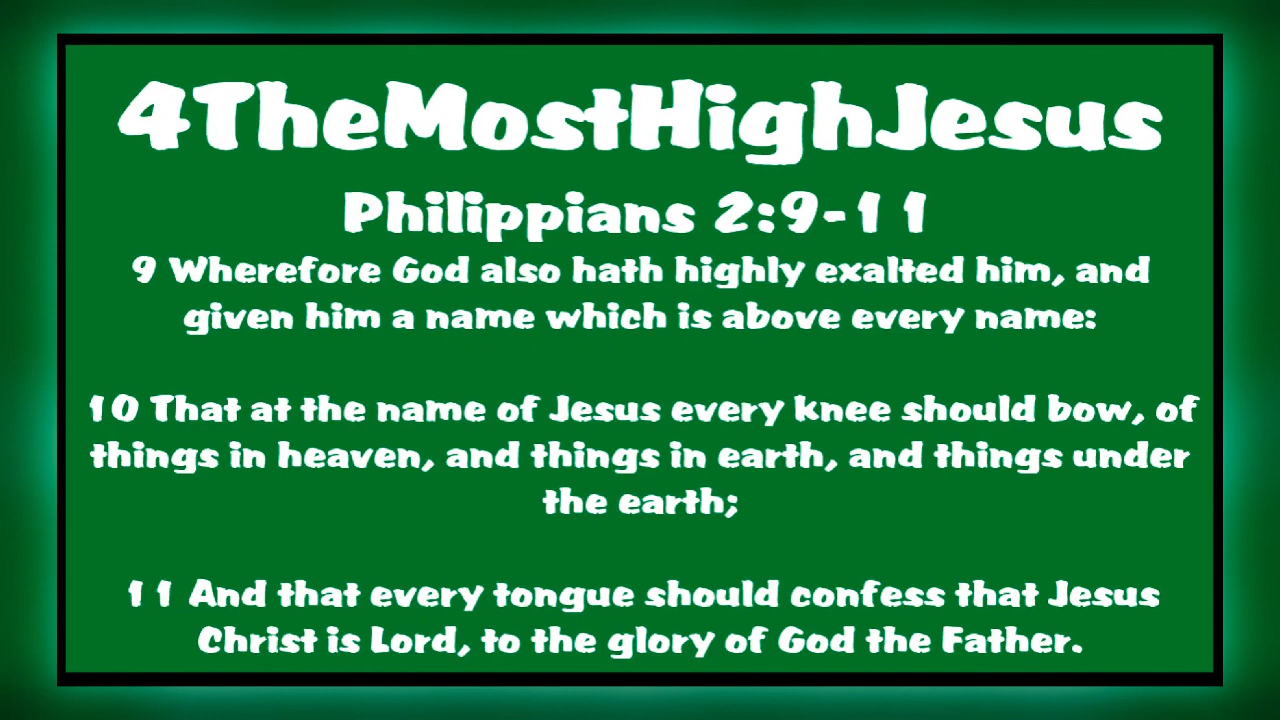 4TheMostHighJesus
Philippians 2:9-11
9 Wherefore God also hath highly exalted him, and
given him a name which is above every name:
10 That at the name of Jesus every knee should bow, of
things in heaven, and things in earth, and things under
the earth;
11 And that every tongue should confess that Jesus
Christ is Lord, to the glory of God the Father.